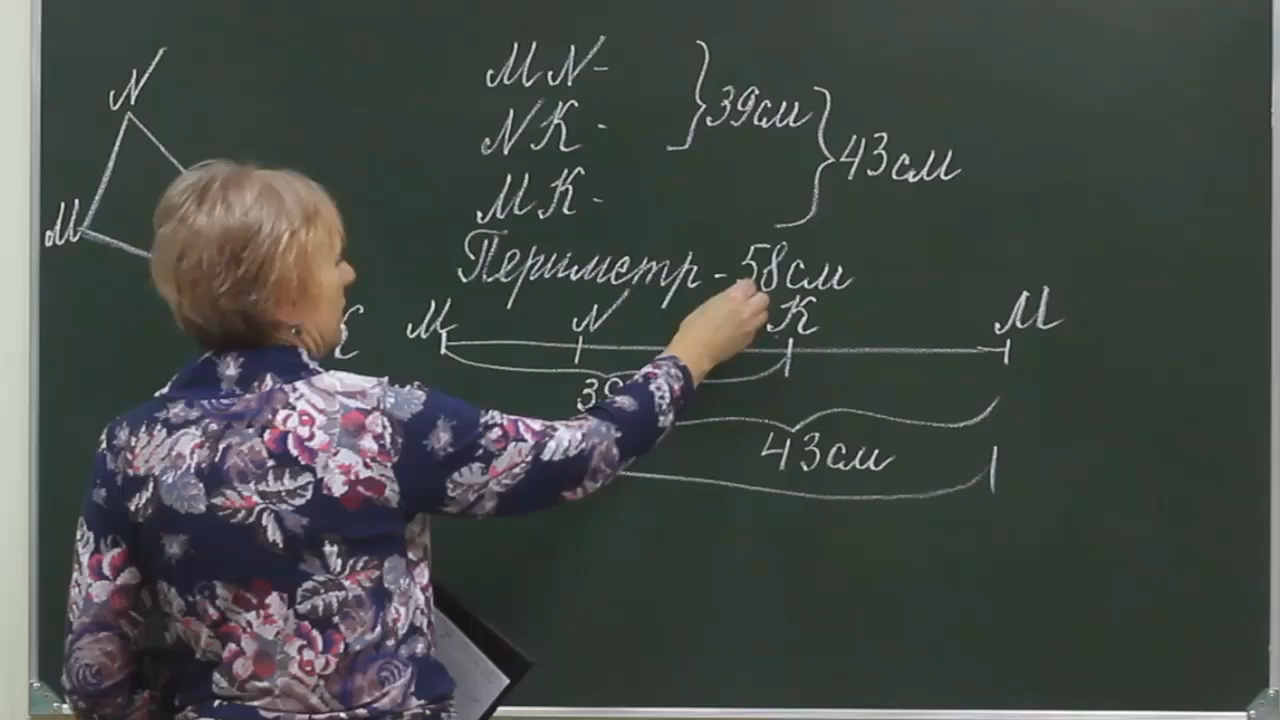 N
M
MN-
NK-
MK-
39см
43см
Периметр - 58см
M N K M
43см